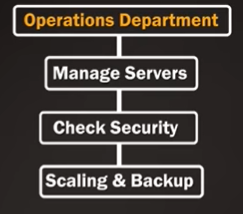 Operations Department
Manage Servers
Check Security
Scaling & Backup